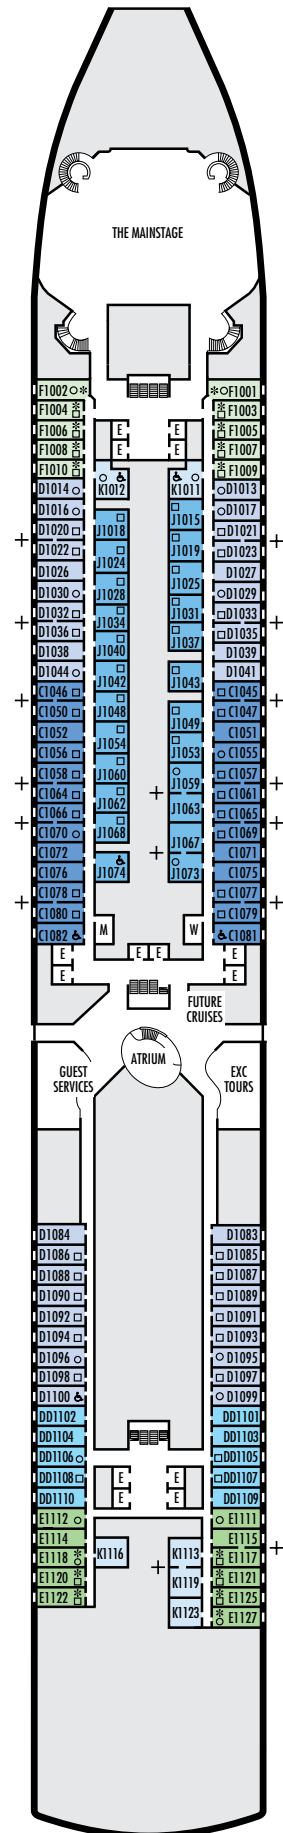 THE MAINSTAGE
F1002 F1001
F1004 E E F1003
F1006 F1005
F1008 E E F1007
F1010 F1009
K1012 K1011
D1014 D1013
D1016 J1015 D1017
J1018
D1020 D1021
D1022 J1019 D1023
J1024
D1026 J1025 D1027
D1030 J1028 D1029
D1032 J1031 D1033
J1034
D1036 J1037 D1035
D1038 J1040 D1039
D1044 J1042 J1043 D1041
C1046 C1045
C1050 J1048 J1049 C1047
C1052 C1051
C1056 J1054 J1053 C1055
C1058 J1060 J1059 C1057
C1064 C1061
C1066 J1062 J1063 C1065
C1070 J1068 C1069
C1072 J1067 C1071
C1076 J1074 J1073 C1075
C1078 C1077
C1080 C1079
C1082 M W C1081
E E E E
E E
FUTURE
CRUISES
ATRIUM
GUEST
SERVICES
EXC
TOURS
D1084 D1083
D1086 D1085
D1088 D1087
D1090 D1089
D1092 D1091
D1094 D1093
D1096 D1095
D1098 D1097
D1100 D1099
DD1102 DD1101
DD1104 DD1103
DD1106 DD1105
DD1108 E E DD1107
DD1110 E E DD1109
E1112 E1111
E1114 E1115
E1118 K1116 K1113 E1117
E1120 K1119 E1121
E1122 E1125
K1123 E1127